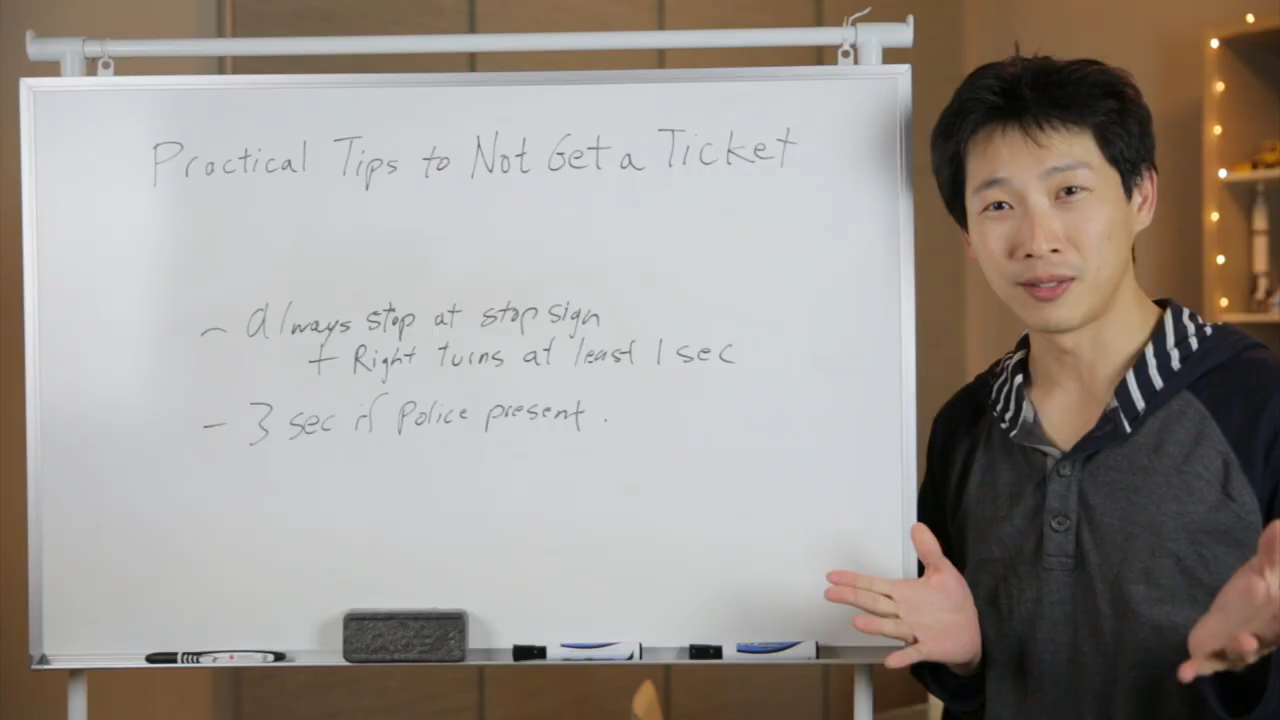 Practical Tips to Not Get a Ticket
- Always stop at stop sign
+ Right turns at least 1 sec
- 3 sec if Police present.